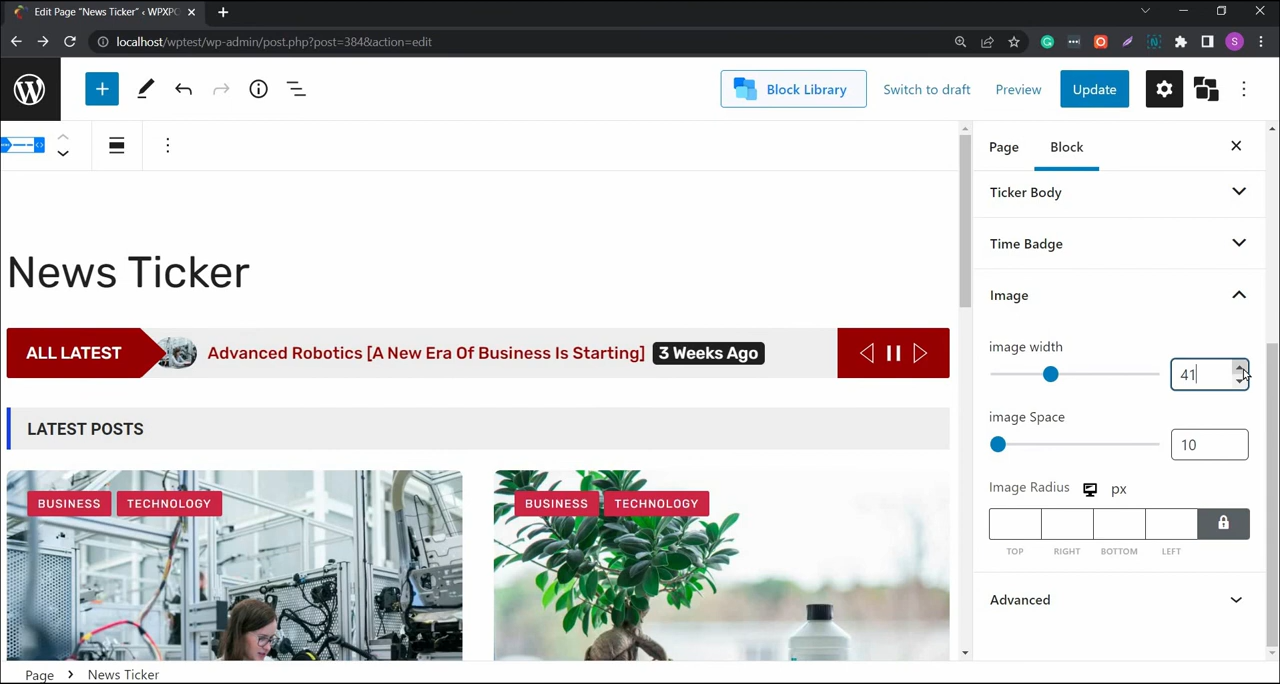 Edit Page “News Ticker” ‹ WPXPO
localhost/wptest/wp-admin/post.php?post=384&action=edit
S
Block Library
Switch to draft
Preview
Update
Page
Block
Ticker Body
Time Badge
Image
image width
41
image Space
10
Image Radius
px
TOP
RIGHT
BOTTOM
LEFT
Advanced
News Ticker
ALL LATEST
Advanced Robotics [A New Era Of Business Is Starting]
3 Weeks Ago
LATEST POSTS
BUSINESS
TECHNOLOGY
BUSINESS
TECHNOLOGY
Page
News Ticker